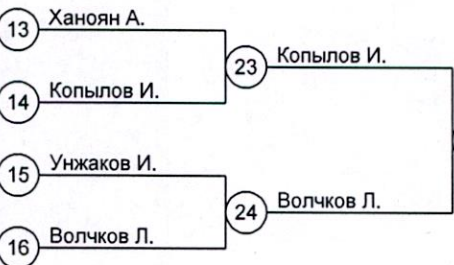 13 Ханоян А.
23 Копылов И.
14 Копылов И.
15 Унжаков И.
24 Волчков Л.
16 Волчков Л.